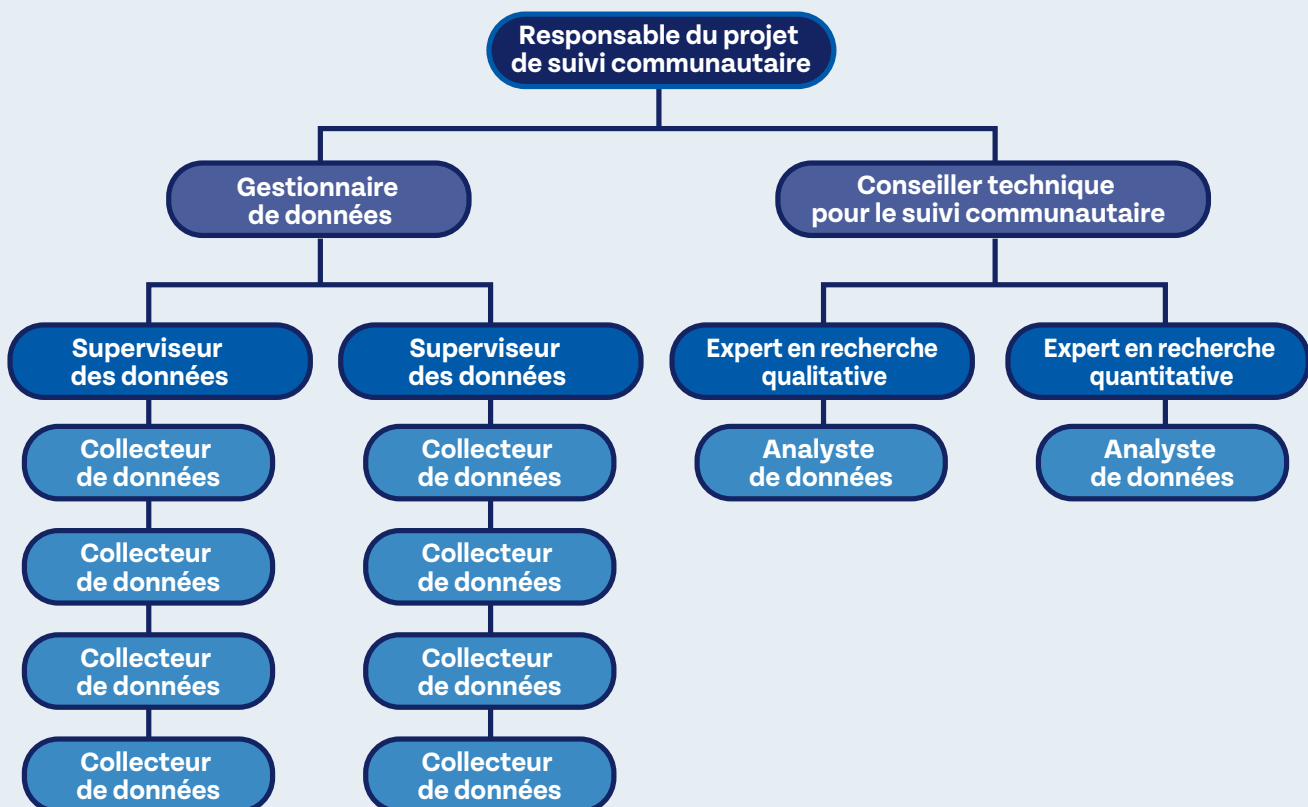 Responsable du projet
de suivi communautaire
Gestionnaire
de données
Conseiller technique
pour le suivi communautaire
Superviseur
des données
Superviseur
des données
Expert en recherche
qualitative
Expert en recherche
quantitative
Collecteur
de données
Collecteur
de données
Analyste
de données
Analyste
de données
Collecteur
de données
Collecteur
de données
Collecteur
de données
Collecteur
de données
Collecteur
de données
Collecteur
de données